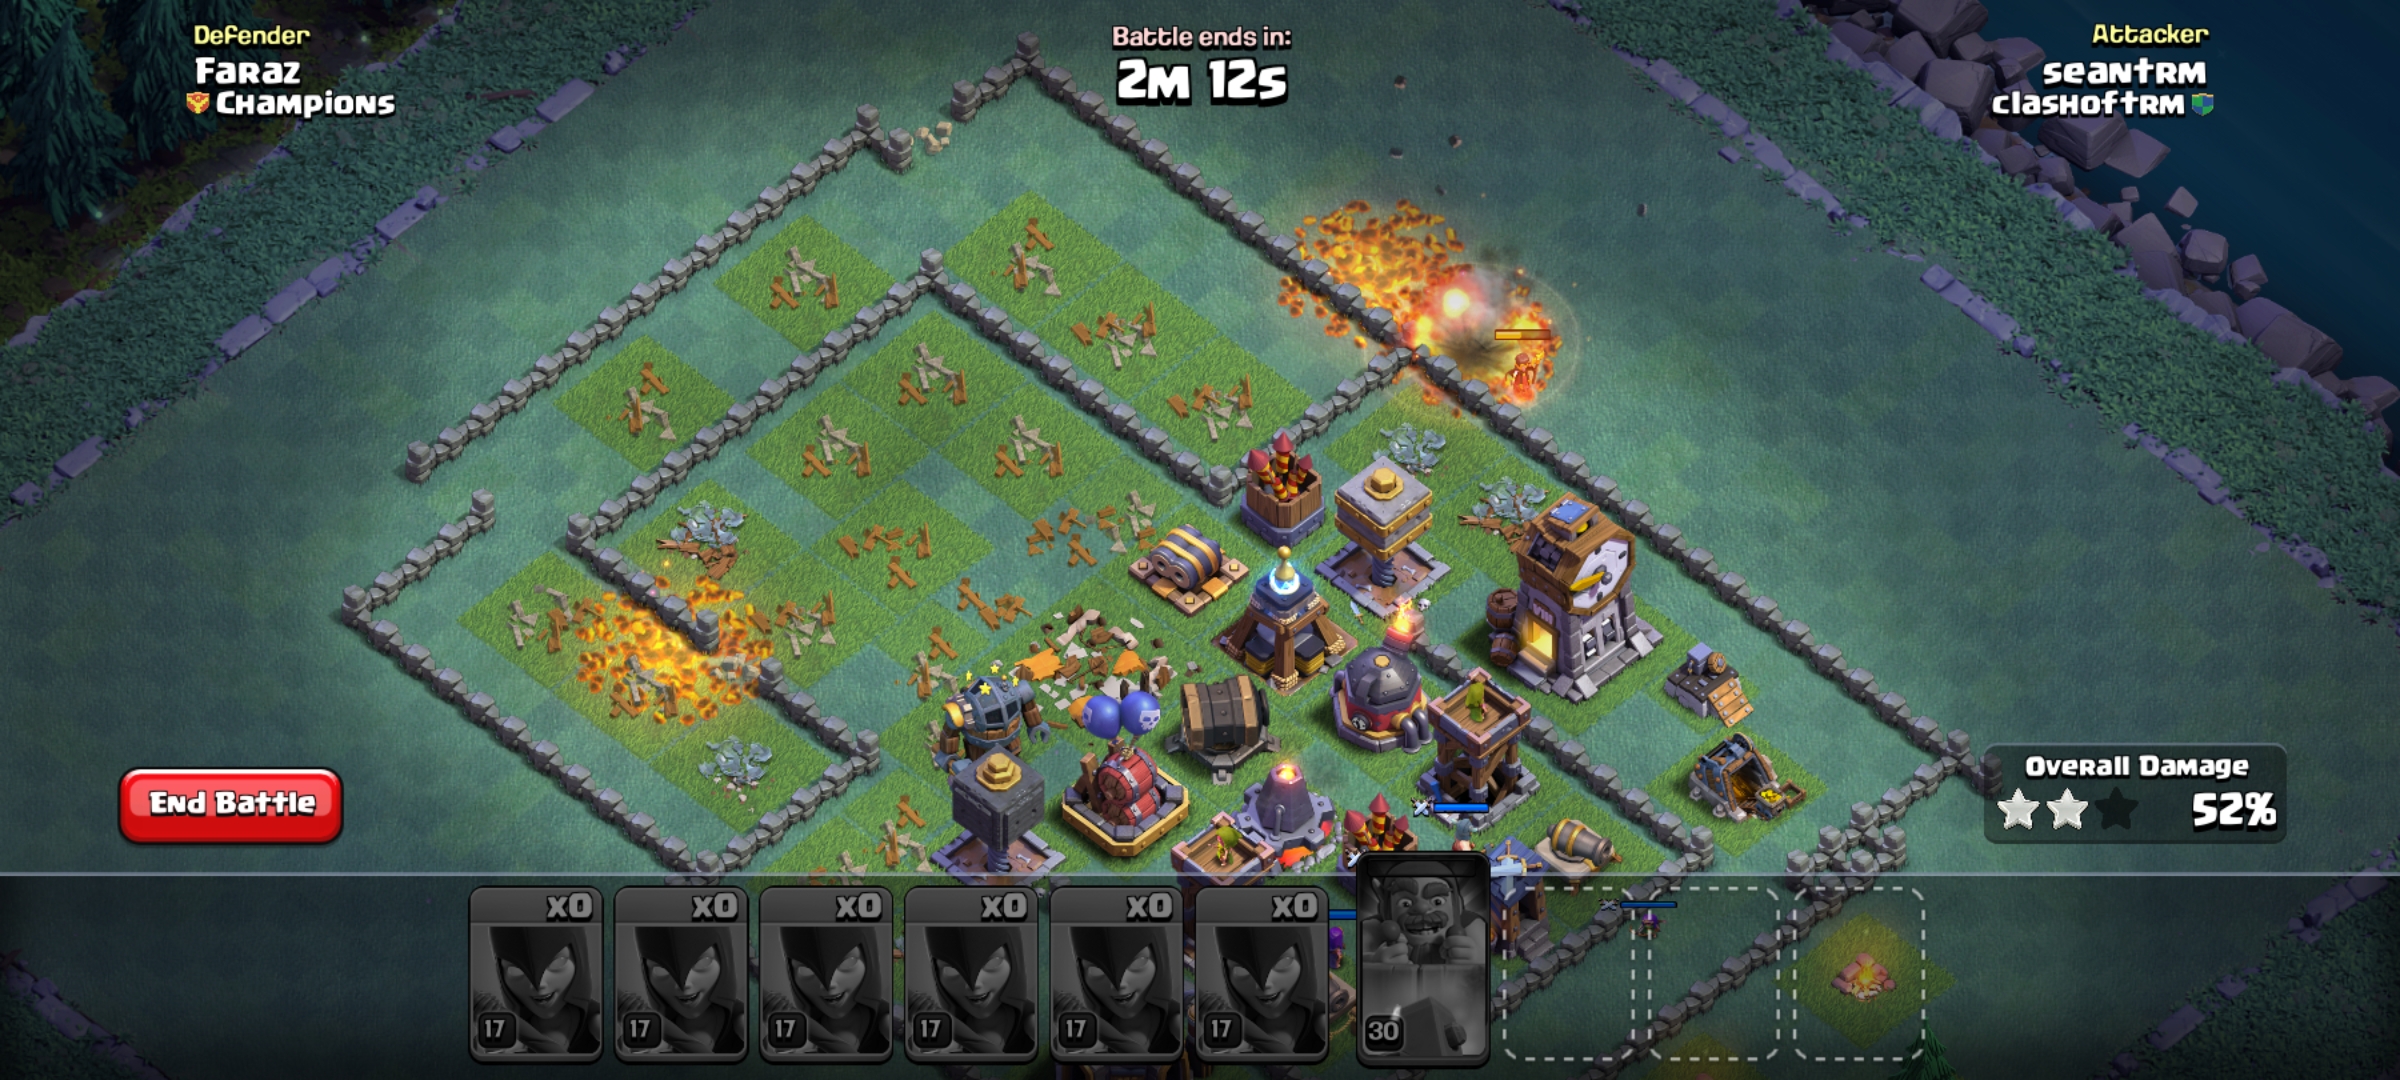 Defender
Faraz
Champions
Battle ends in:
2M 12s
Attacker
seantrm
clashoftrm
End Battle
Overall Damage
52%
x0 x0 x0 x0 x0 x0
17 17 17 17 17 17 30